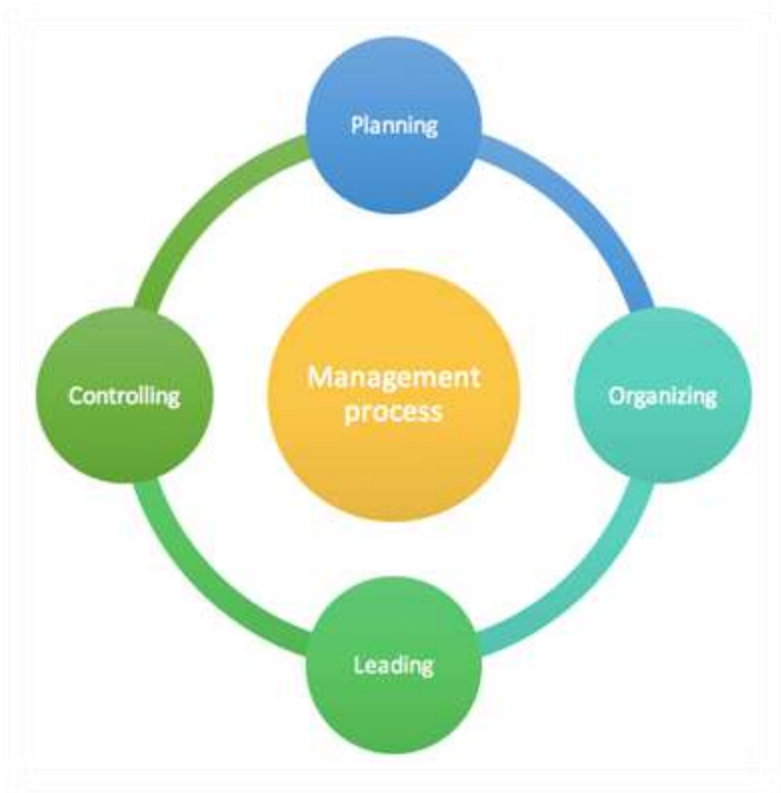 Planning
Controlling
Management
process
Organizing
Leading